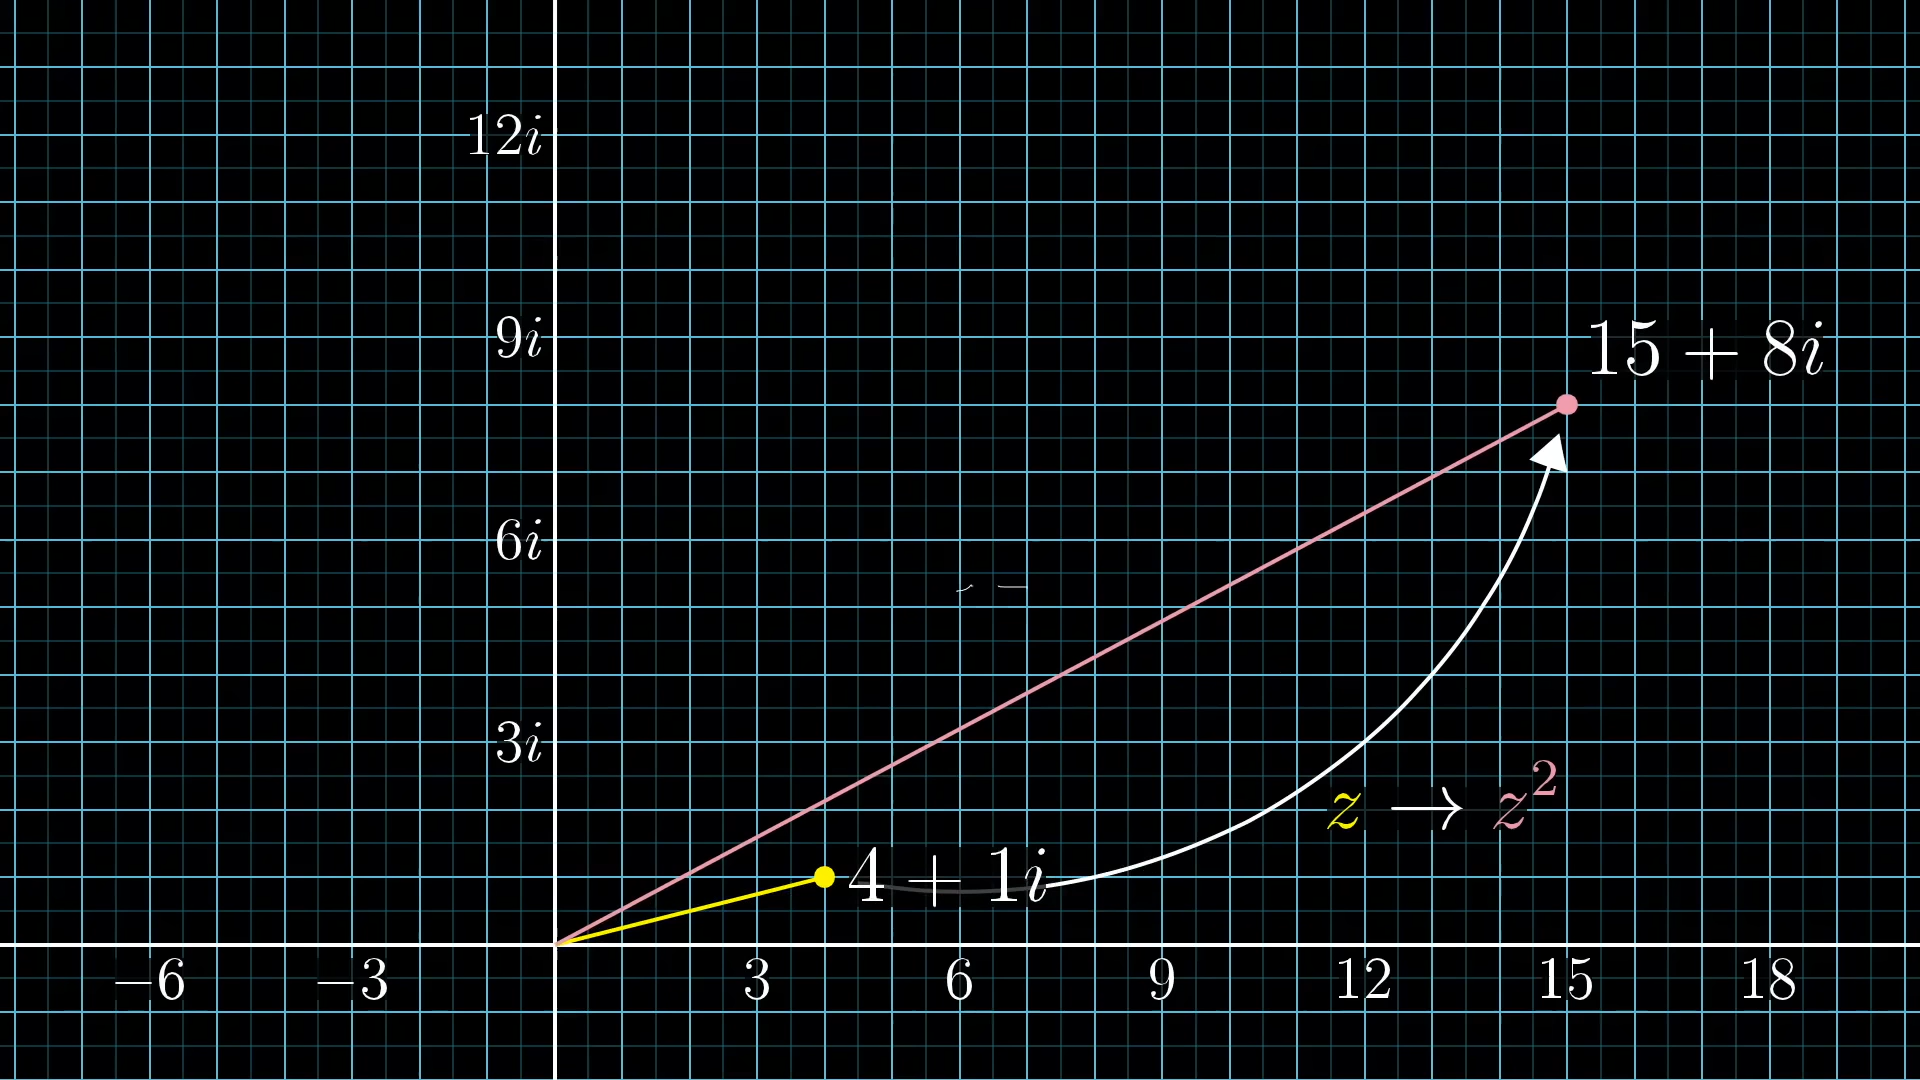 12i
9i
15 + 8i
6i
3i
z → z²
4 + 1i
−6 −3 3 6 9 12 15 18